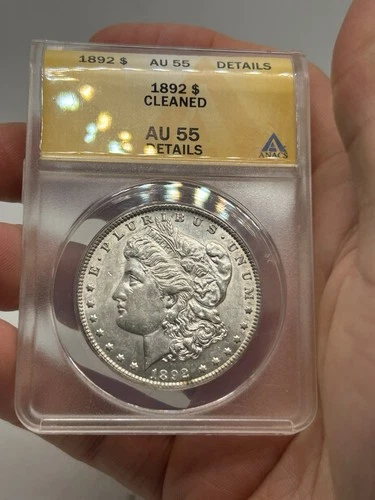 1892 $ AU 55 DETAILS
1892 $
CLEANED
AU 55
DETAILS
ANACS
E·PLURIBUS·UNUM
1892